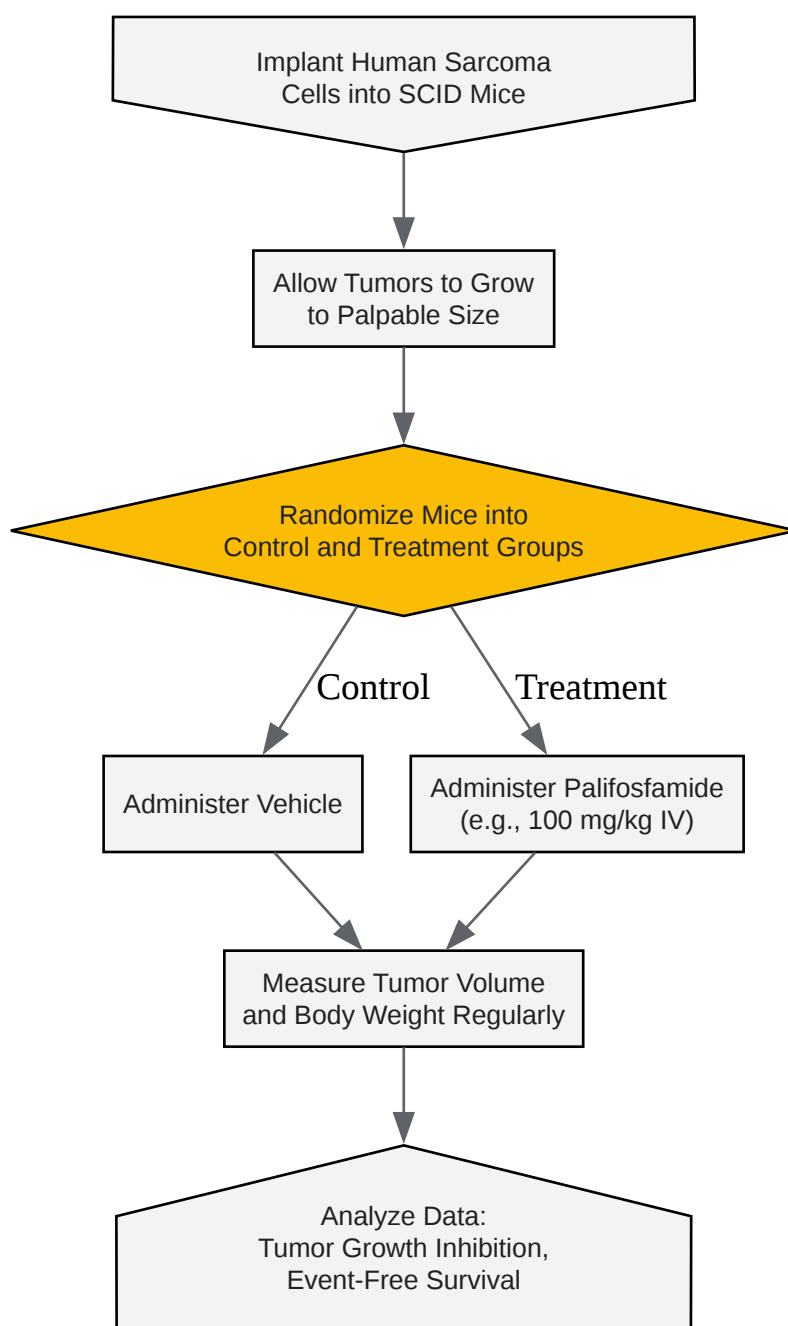 Implant Human Sarcoma
Cells into SCID Mice
Allow Tumors to Grow
to Palpable Size
Randomize Mice into
Control and Treatment Groups
Control
Treatment
Administer Vehicle
Administer Palifosfamide
(e.g., 100 mg/kg IV)
Measure Tumor Volume
and Body Weight Regularly
Analyze Data:
Tumor Growth Inhibition,
Event-Free Survival